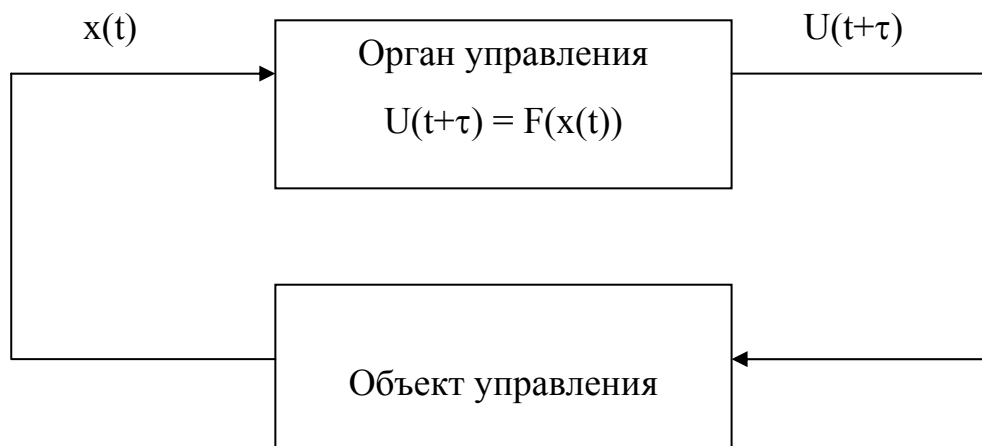 x(t)
U(t+τ)
Орган управления
U(t+τ) = F(x(t))
Объект управления